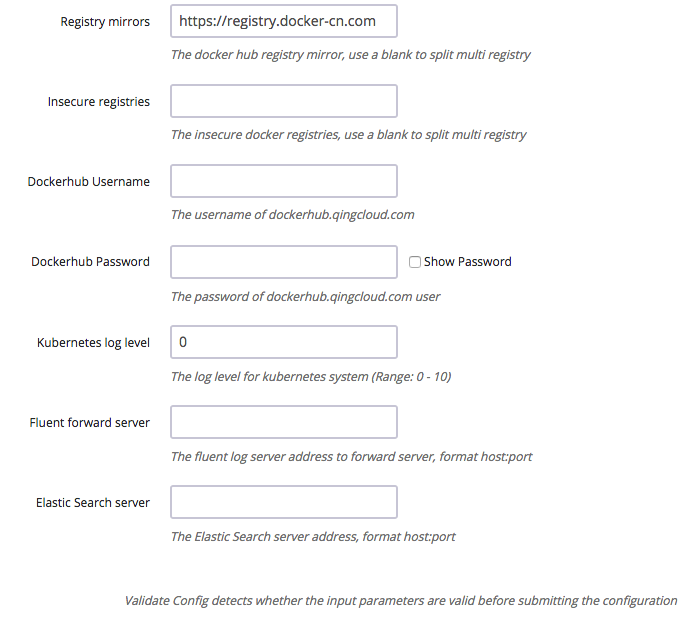 Registry mirrors https://registry.docker-cn.com
The docker hub registry mirror, use a blank to split multi registry
Insecure registries
The insecure docker registries, use a blank to split multi registry
Dockerhub Username
The username of dockerhub.qingcloud.com
Dockerhub Password Show Password
The password of dockerhub.qingcloud.com user
Kubernetes log level 0
The log level for kubernetes system (Range: 0 - 10)
Fluent forward server
The fluent log server address to forward server, format host:port
Elastic Search server
The Elastic Search server address, format host:port
Validate Config detects whether the input parameters are valid before submitting the configuration